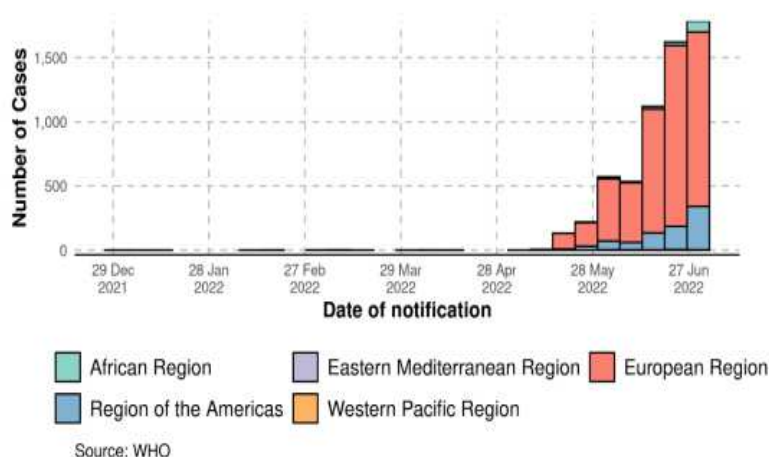 Number of Cases
1,500
1,000
500
0
29 Dec 28 Jan 27 Feb 29 Mar 28 Apr 28 May 27 Jun
2021 2022 2022 2022 2022 2022 2022
Date of notification
African Region Eastern Mediterranean Region European Region
Region of the Americas Western Pacific Region
Source: WHO